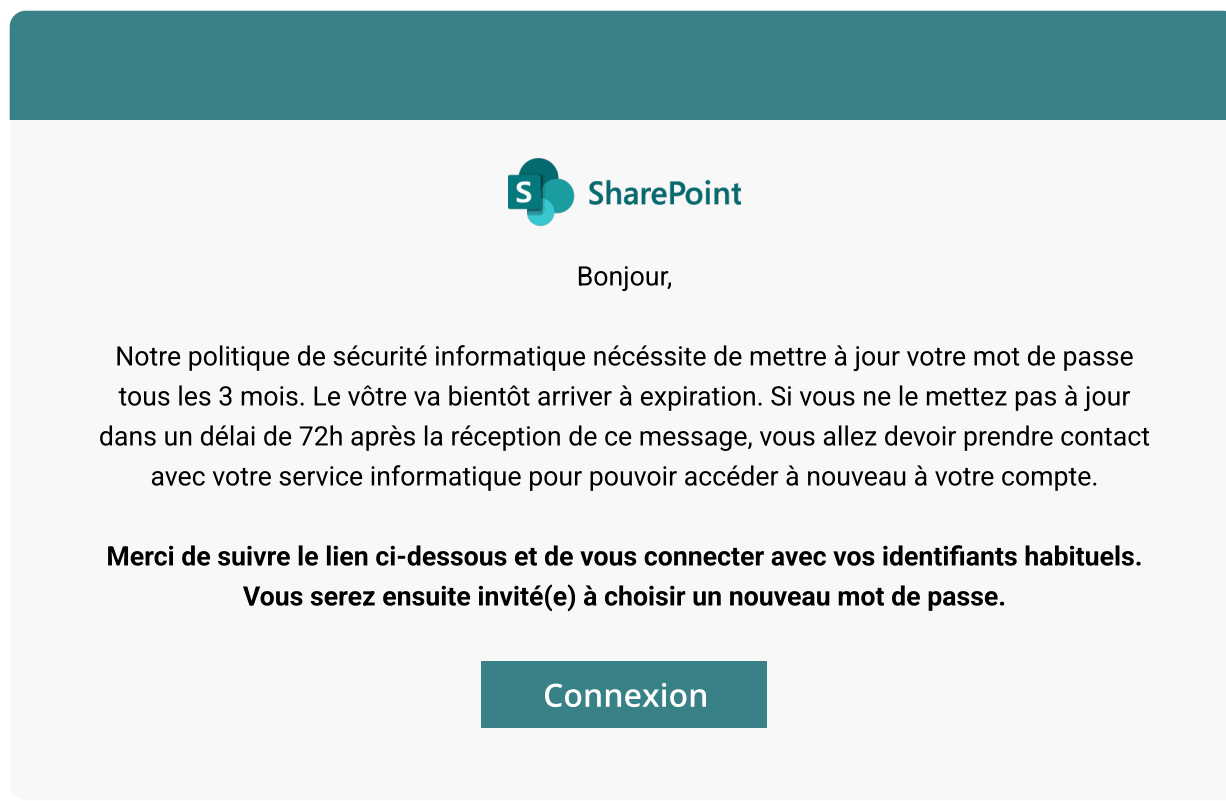 S SharePoint
Bonjour,
Notre politique de sécurité informatique nécéssite de mettre à jour votre mot de passe
tous les 3 mois. Le vôtre va bientôt arriver à expiration. Si vous ne le mettez pas à jour
dans un délai de 72h après la réception de ce message, vous allez devoir prendre contact
avec votre service informatique pour pouvoir accéder à nouveau à votre compte.
Merci de suivre le lien ci-dessous et de vous connecter avec vos identifiants habituels.
Vous serez ensuite invité(e) à choisir un nouveau mot de passe.
Connexion